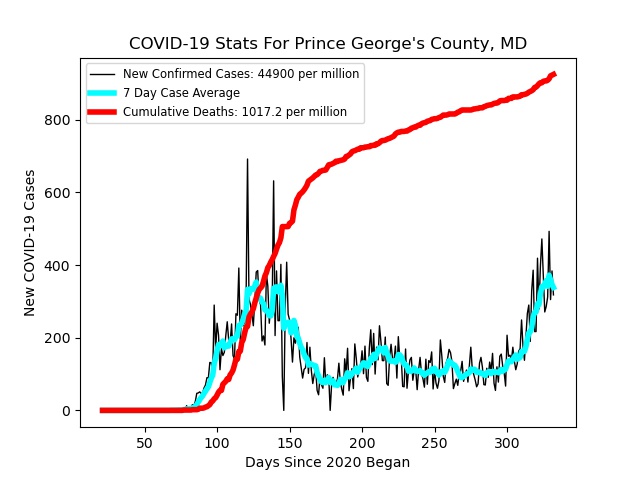 COVID-19 Stats For Prince George's County, MD
New Confirmed Cases: 44900 per million
7 Day Case Average
Cumulative Deaths: 1017.2 per million
New COVID-19 Cases
800
600
400
200
0
50 100 150 200 250 300
Days Since 2020 Began